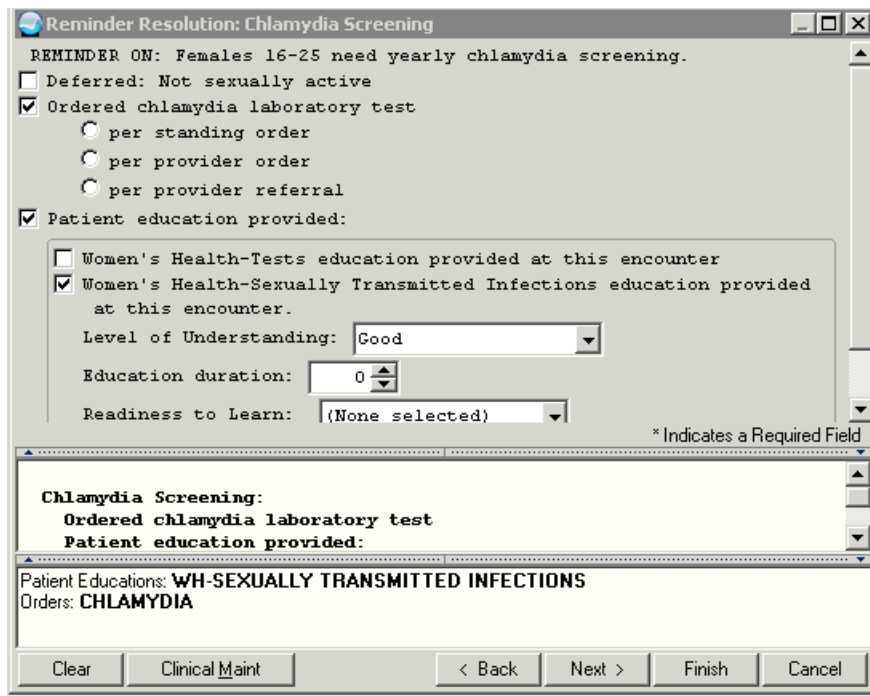 Reminder Resolution: Chlamydia Screening
REMINDER ON: Females 16-25 need yearly chlamydia screening.
Deferred: Not sexually active
Ordered chlamydia laboratory test
per standing order
per provider order
per provider referral
Patient education provided:
Women's Health-Tests education provided at this encounter
Women's Health-Sexually Transmitted Infections education provided
at this encounter.
Level of Understanding: Good
Education duration: 0
Readiness to Learn: (None selected)
* Indicates a Required Field
Chlamydia Screening:
Ordered chlamydia laboratory test
Patient education provided:
Patient Educations: WH-SEXUALLY TRANSMITTED INFECTIONS
Orders: CHLAMYDIA
Clear Clinical Maint < Back Next > Finish Cancel